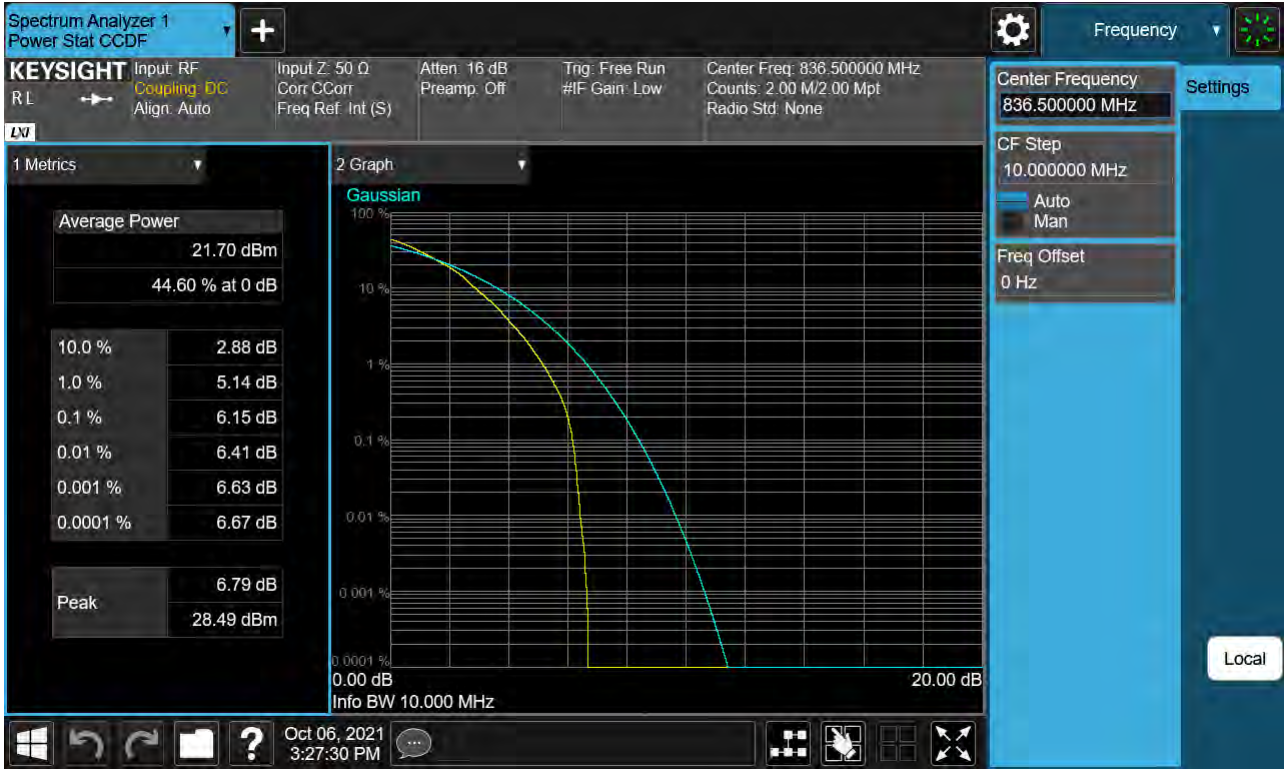 Spectrum Analyzer 1
Power Stat CCDF
+
Frequency
KEYSIGHT
RL
LXI
Input: RF
Coupling: DC
Align: Auto
Input Z: 50 Ω
Corr CCorr
Freq Ref: Int (S)
Atten: 16 dB
Preamp: Off
Trig: Free Run
#IF Gain: Low
Center Freq: 836.500000 MHz
Counts: 2.00 M/2.00 Mpt
Radio Std: None
Center Frequency
836.500000 MHz
CF Step
10.000000 MHz
Auto
Man
Freq Offset
0 Hz
Settings
Local
1 Metrics
Average Power
21.70 dBm
44.60 % at 0 dB
10.0 % 2.88 dB
1.0 % 5.14 dB
0.1 % 6.15 dB
0.01 % 6.41 dB
0.001 % 6.63 dB
0.0001 % 6.67 dB
Peak
6.79 dB
28.49 dBm
2 Graph
Gaussian
100 %
10 %
1 %
0.1 %
0.01 %
0.001 %
0.0001 %
0.00 dB 20.00 dB
Info BW 10.000 MHz
?
Oct 06, 2021
3:27:30 PM